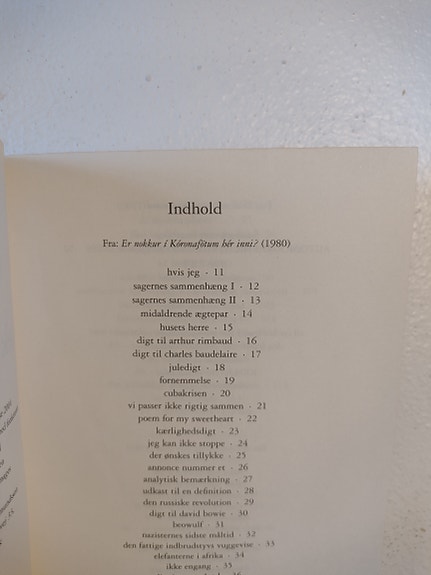 Indhold
Fra: Er nokkur í Kórónafötum hér inni? (1980)
hvis jeg · 11
sagernes sammenhæng I · 12
sagernes sammenhæng II · 13
midaldrende ægtepar · 14
husets herre · 15
digt til arthur rimbaud · 16
digt til charles baudelaire · 17
juledigt · 18
fornemmelse · 19
cubakrisen · 20
vi passer ikke rigtig sammen · 21
poem for my sweetheart · 22
kærlighedsdigt · 23
jeg kan ikke stoppe · 24
der ønskes tillykke · 25
annonce nummer et · 26
analytisk bemærkning · 27
udkast til en definition · 28
den russiske revolution · 29
digt til david bowie · 30
beowulf · 31
nazisternes sidste måltid · 32
den fattige indbrudstyvs vuggevise · 33
elefanterne i afrika · 34
ikke engang · 35